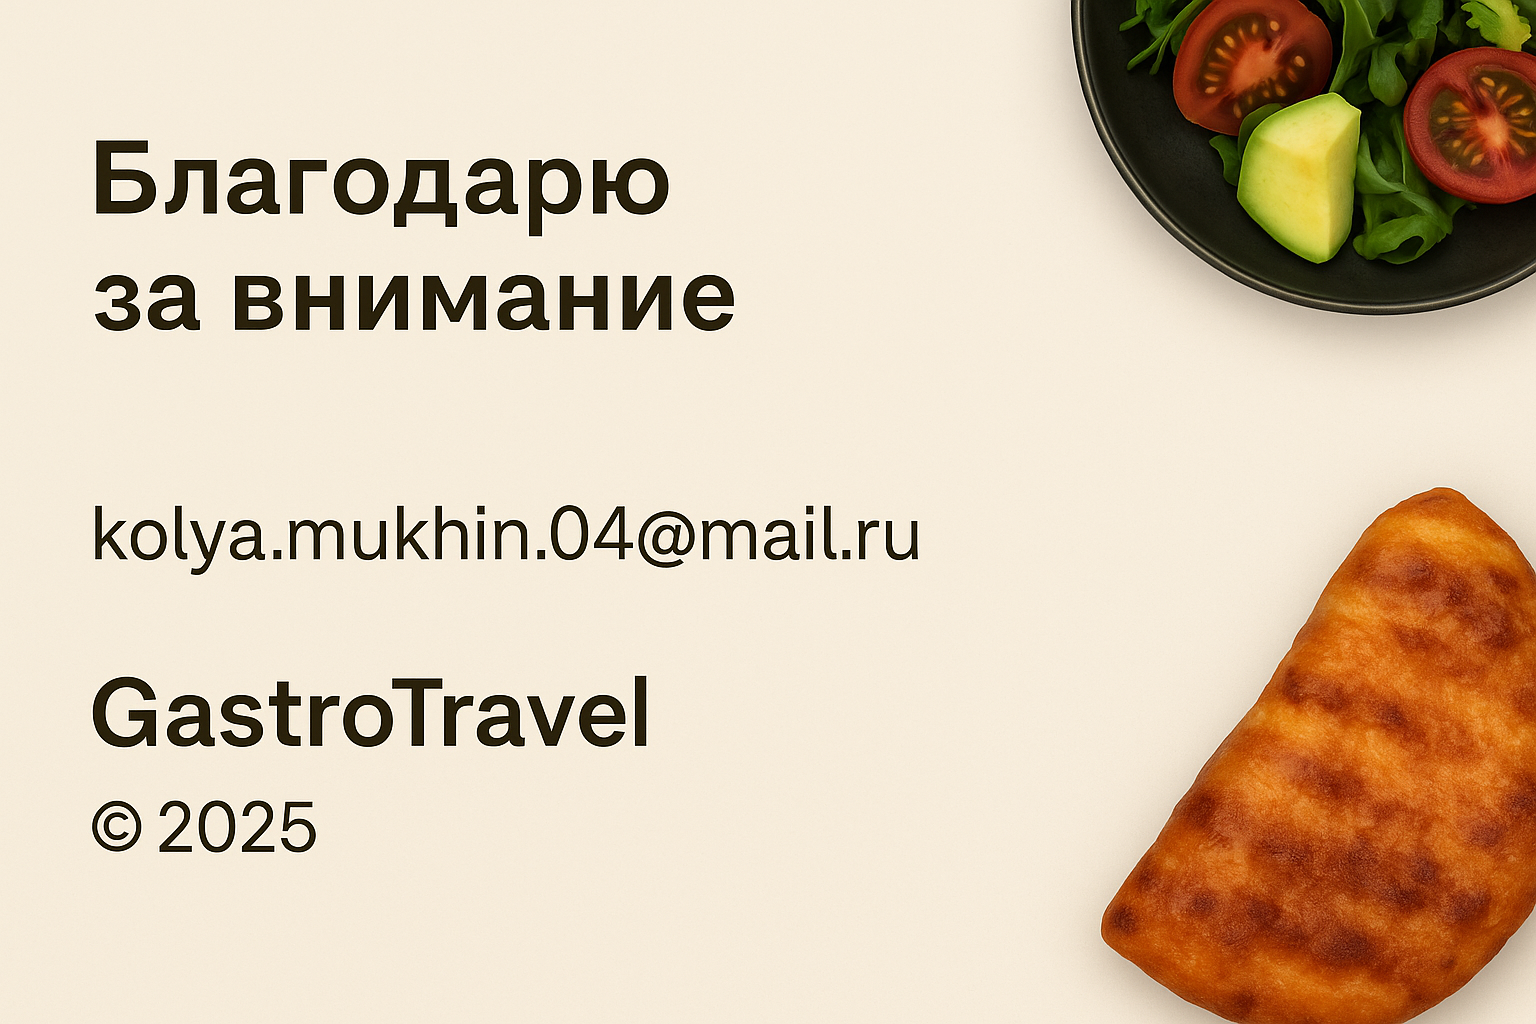 Благодарю
за внимание
kolya.mukhin.04@mail.ru
GastroTravel
© 2025